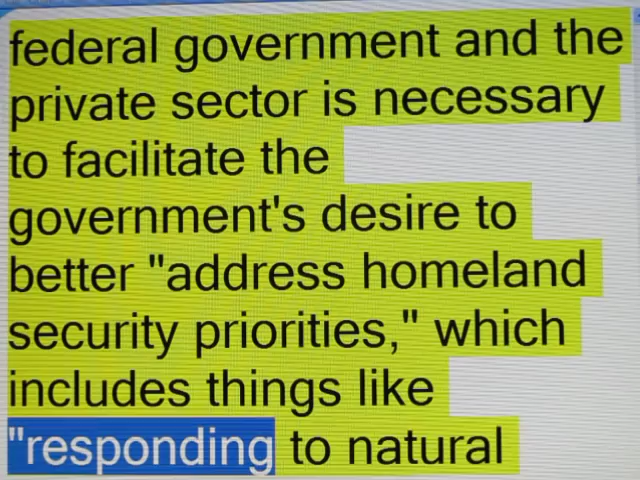 federal government and the
private sector is necessary
to facilitate the
government's desire to
better "address homeland
security priorities," which
includes things like
"responding to natural